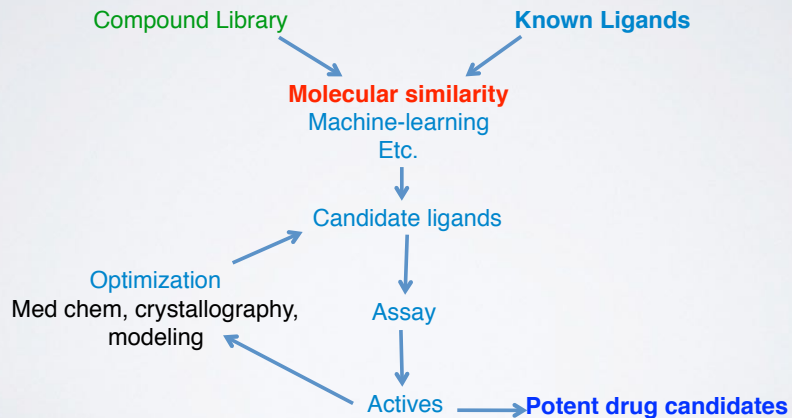 Compound Library
Known Ligands
Molecular similarity
Machine-learning
Etc.
Candidate ligands
Optimization
Med chem, crystallography,
modeling
Assay
Actives
Potent drug candidates